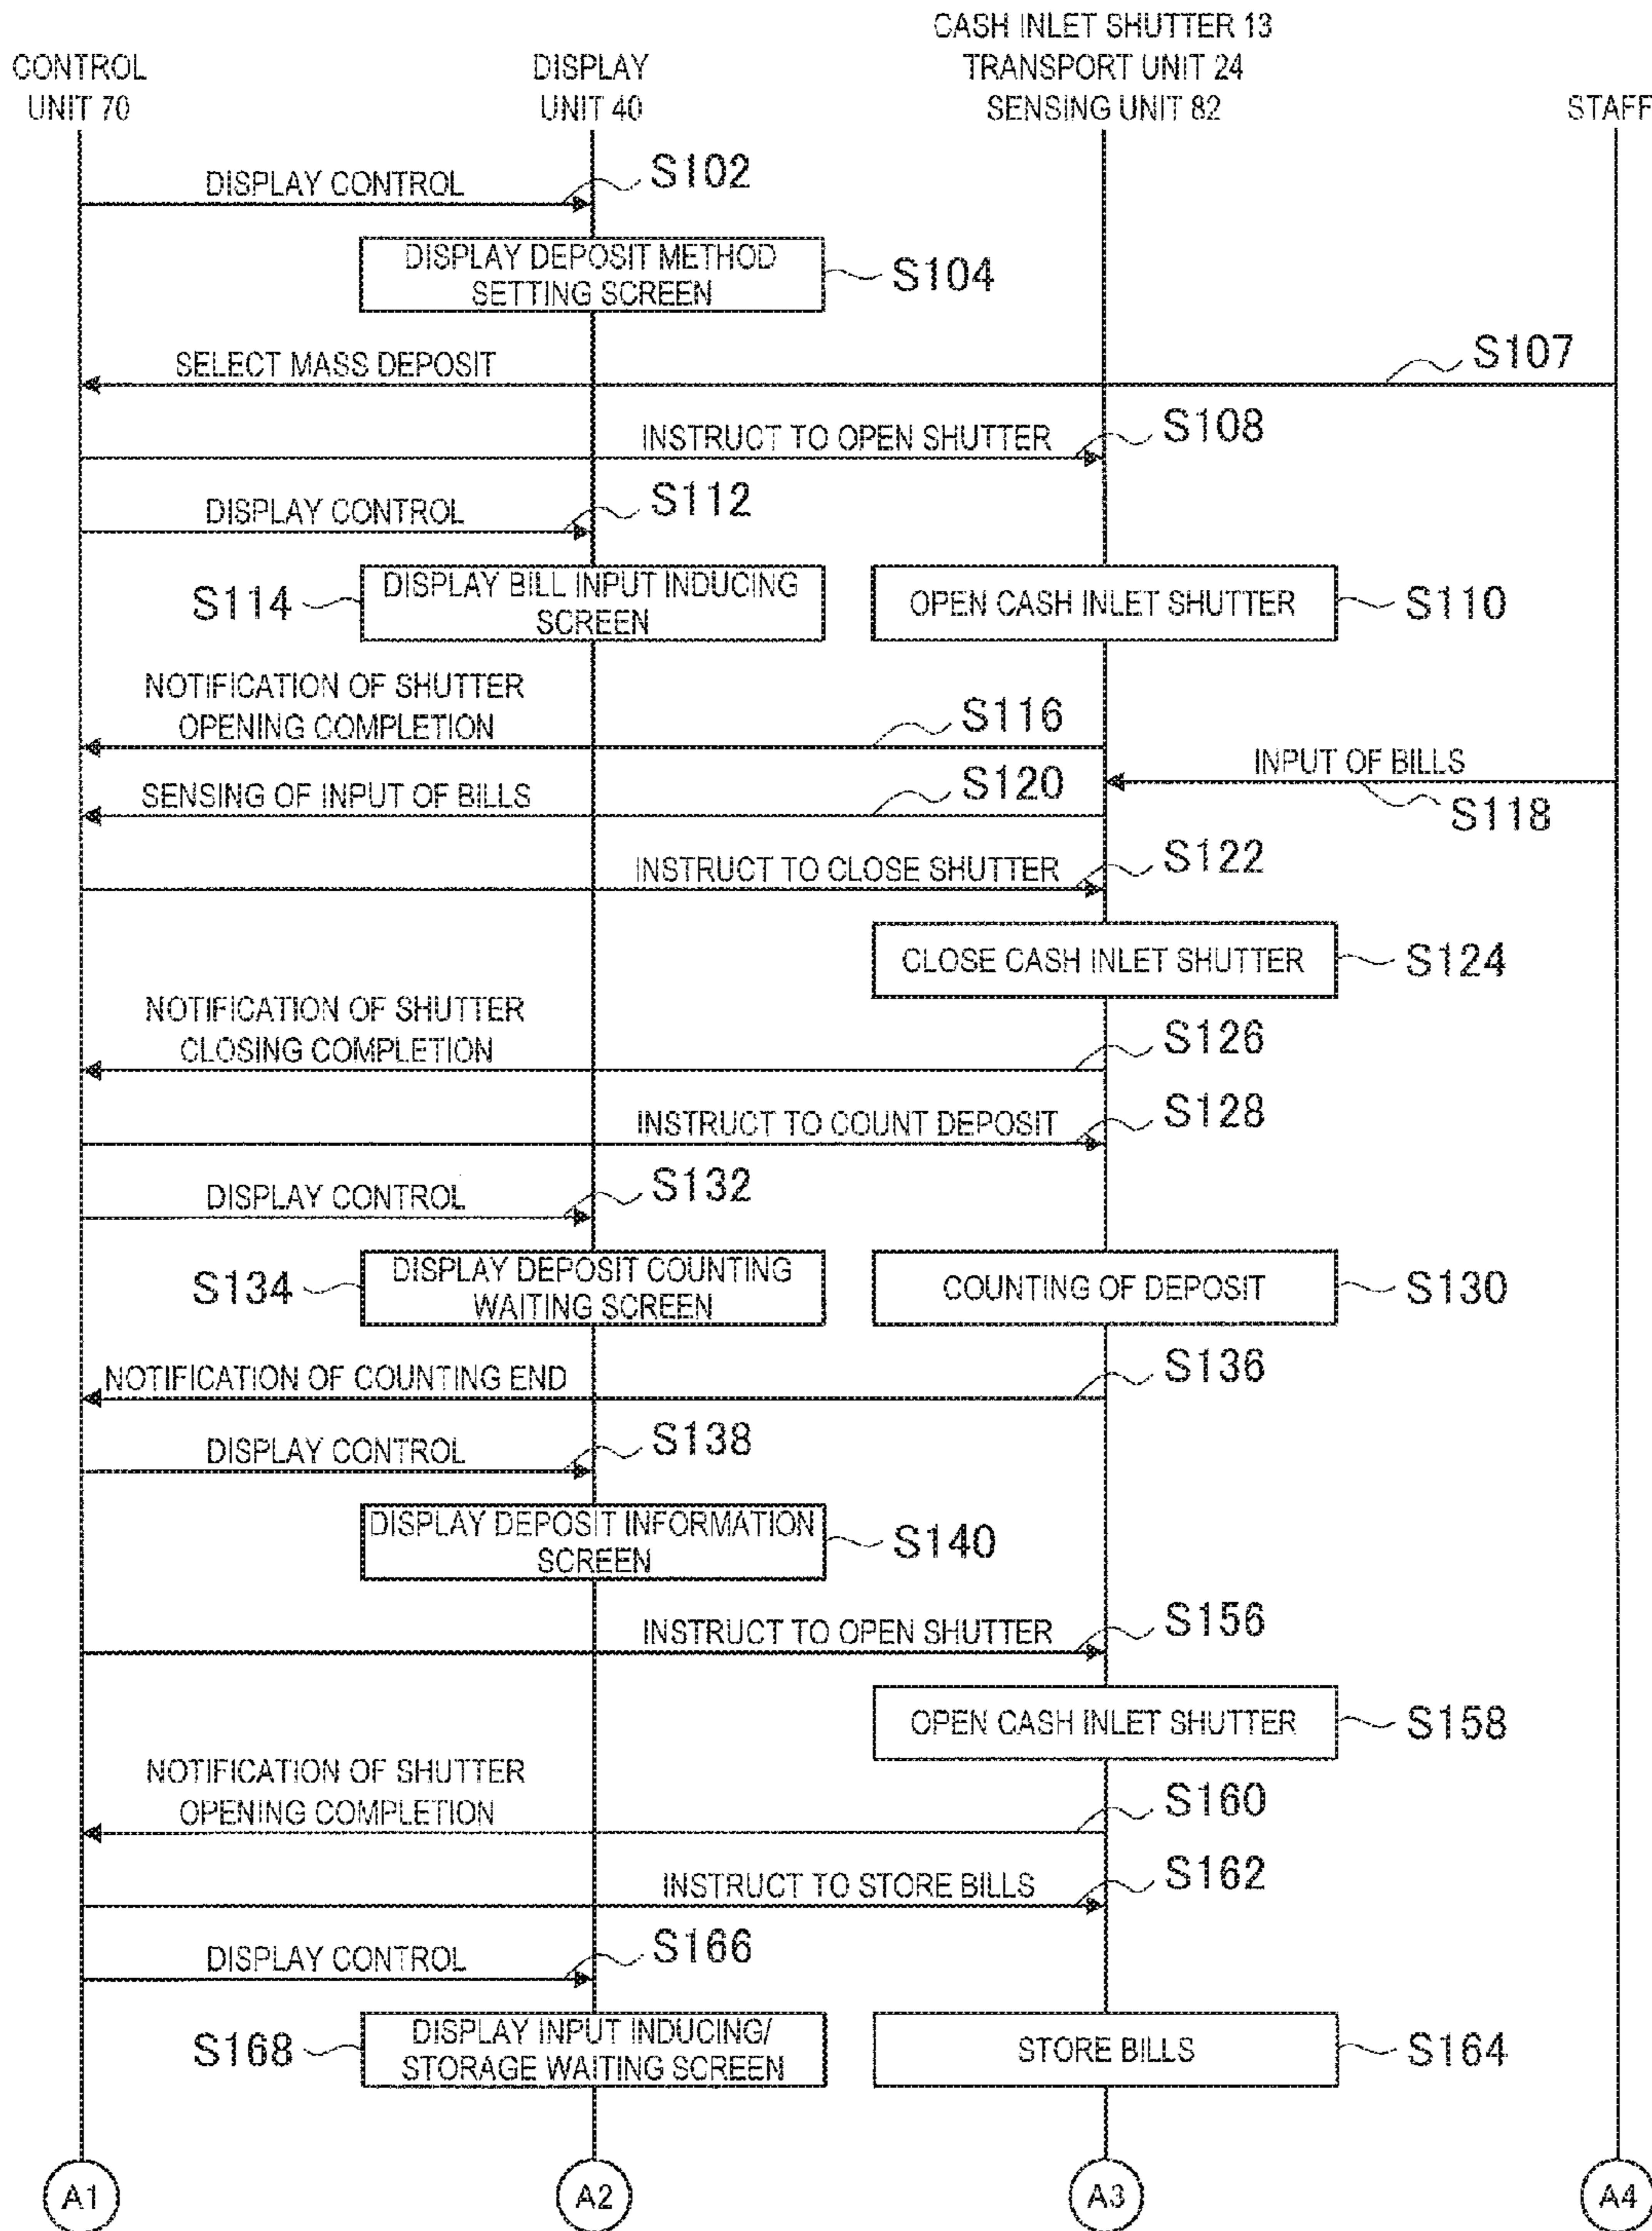 CASH INLET SHUTTER 13
CONTROL
DISPLAY
TRANSPORT UNIT 24
UNIT 70
UNIT 40
SENSING UNIT 82
STAFF
DISPLAY CONTROL
S102
DISPLAY DEPOSIT METHOD
SETTING SCREEN
S104
SELECT MASS DEPOSIT
S107
INSTRUCT TO OPEN SHUTTER
S108
DISPLAY CONTROL
S112
S114
DISPLAY BILL INPUT INDUCING
SCREEN
OPEN CASH INLET SHUTTER
S110
NOTIFICATION OF SHUTTER
OPENING COMPLETION
S116
INPUT OF BILLS
S118
SENSING OF INPUT OF BILLS
S120
INSTRUCT TO CLOSE SHUTTER
S122
CLOSE CASH INLET SHUTTER
S124
NOTIFICATION OF SHUTTER
CLOSING COMPLETION
S126
INSTRUCT TO COUNT DEPOSIT
S128
DISPLAY CONTROL
S132
S134
DISPLAY DEPOSIT COUNTING
WAITING SCREEN
COUNTING OF DEPOSIT
S130
NOTIFICATION OF COUNTING END
S136
DISPLAY CONTROL
S138
DISPLAY DEPOSIT INFORMATION
SCREEN
S140
INSTRUCT TO OPEN SHUTTER
S156
OPEN CASH INLET SHUTTER
S158
NOTIFICATION OF SHUTTER
OPENING COMPLETION
S160
INSTRUCT TO STORE BILLS
S162
DISPLAY CONTROL
S166
S168
DISPLAY INPUT INDUCING/
STORAGE WAITING SCREEN
STORE BILLS
S164
A1
A2
A3
A4